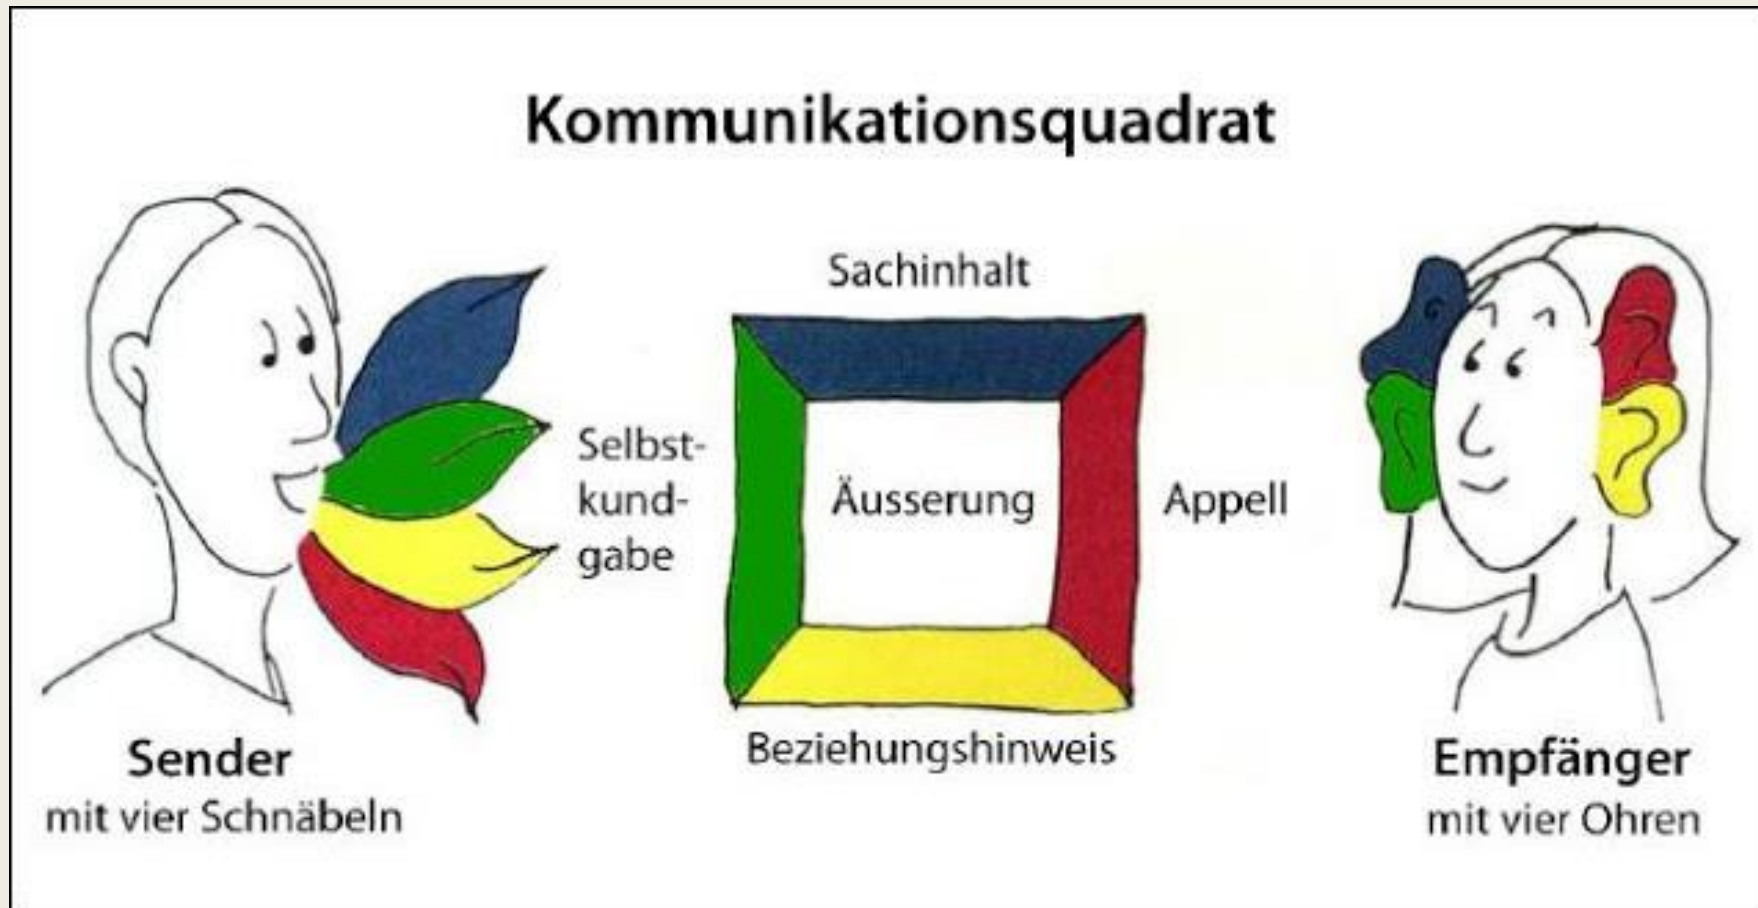 Kommunikationsquadrat
Sachinhalt
Selbst-
kund-
gabe
Äusserung
Appell
Beziehungshinweis
Sender
mit vier Schnäbeln
Empfänger
mit vier Ohren